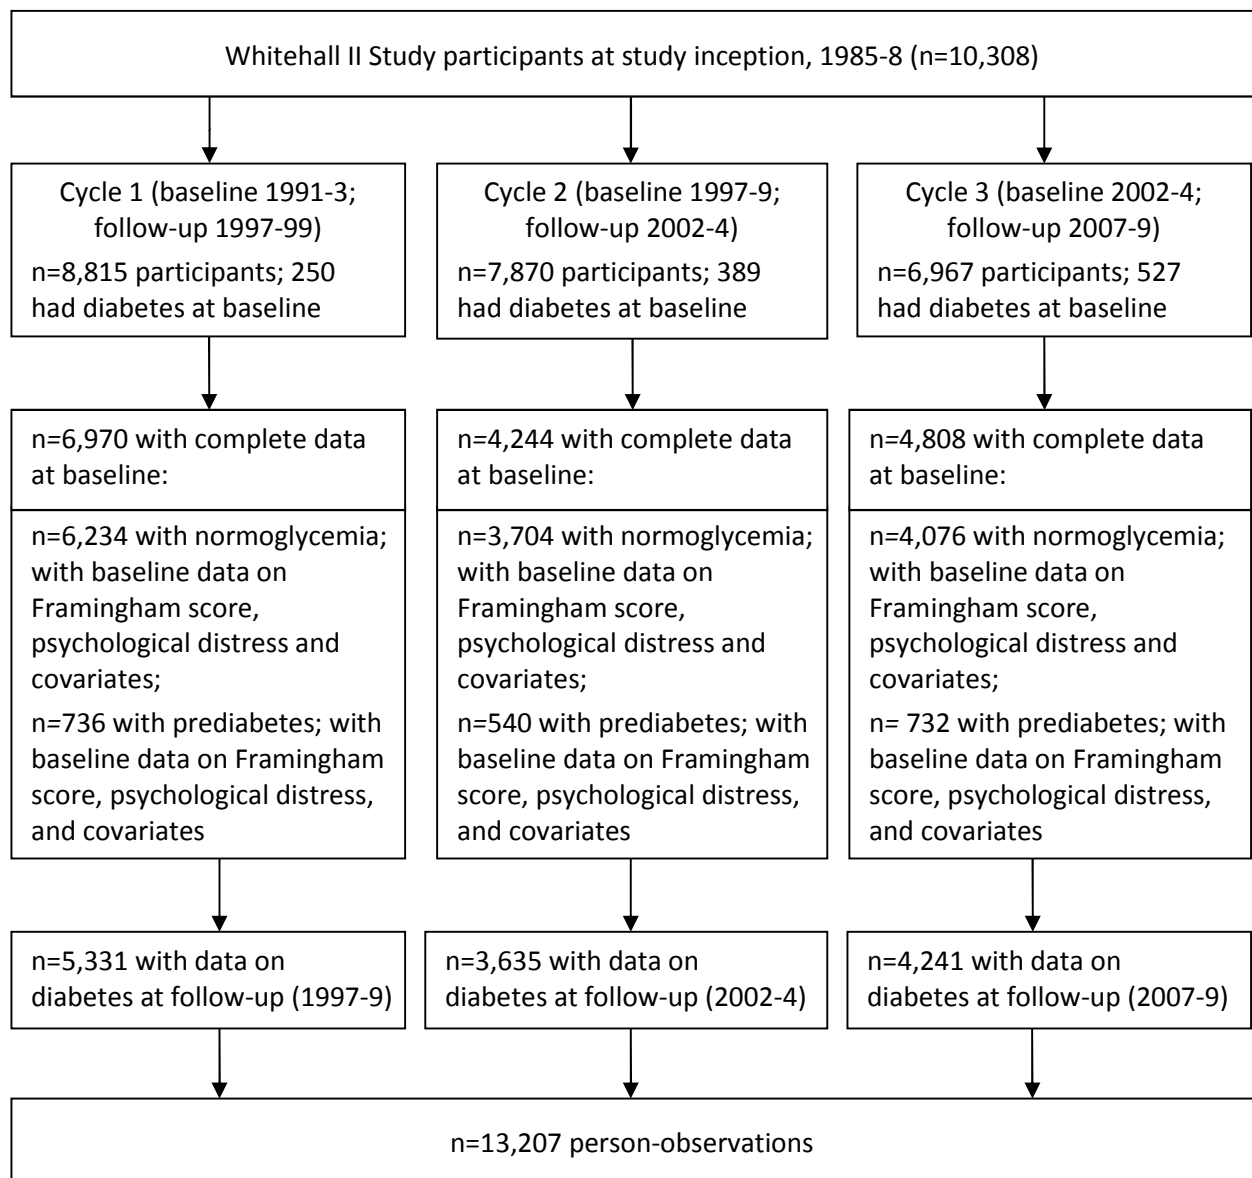 Whitehall II Study participants at study inception, 1985-8 (n=10,308)
Cycle 1 (baseline 1991-3;
follow-up 1997-99)
n=8,815 participants; 250
had diabetes at baseline
Cycle 2 (baseline 1997-9;
follow-up 2002-4)
n=7,870 participants; 389
had diabetes at baseline
Cycle 3 (baseline 2002-4;
follow-up 2007-9)
n=6,967 participants; 527
had diabetes at baseline
n=6,970 with complete data
at baseline:
n=4,244 with complete data
at baseline:
n=4,808 with complete data
at baseline:
n=6,234 with normoglycemia;
with baseline data on
Framingham score,
psychological distress and
covariates;
n=736 with prediabetes; with
baseline data on Framingham
score, psychological distress,
and covariates
n=3,704 with normoglycemia;
with baseline data on
Framingham score,
psychological distress and
covariates;
n=540 with prediabetes; with
baseline data on Framingham
score, psychological distress,
and covariates
n=4,076 with normoglycemia;
with baseline data on
Framingham score,
psychological distress and
covariates;
n= 732 with prediabetes; with
baseline data on Framingham
score, psychological distress,
and covariates
n=5,331 with data on
diabetes at follow-up (1997-9)
n=3,635 with data on
diabetes at follow-up (2002-4)
n=4,241 with data on
diabetes at follow-up (2007-9)
n=13,207 person-observations